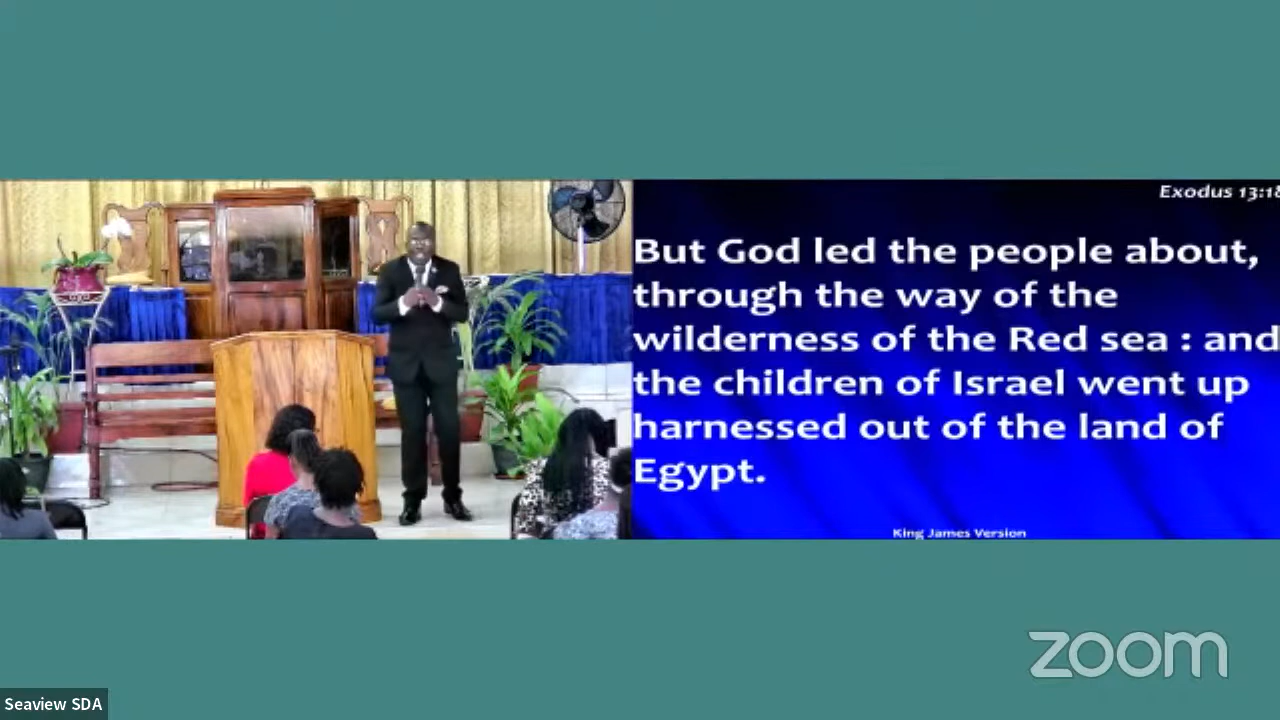 Exodus 13:18
But God led the people about,
through the way of the
wilderness of the Red sea : and
the children of Israel went up
harnessed out of the land of
Egypt.
King James Version
zoom
Seaview SDA